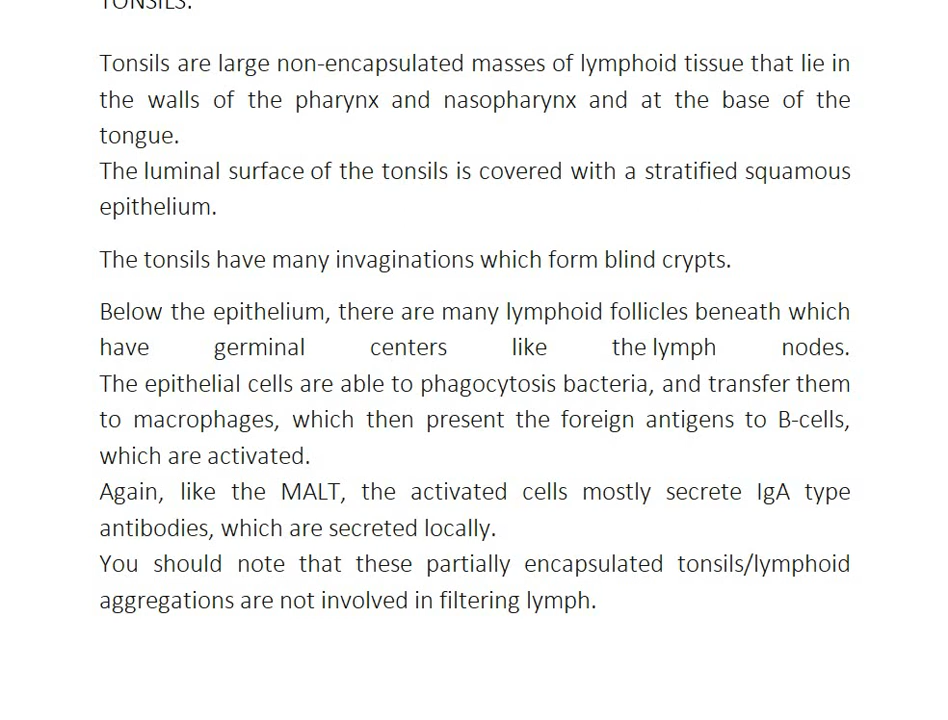 TONSILS.
Tonsils are large non-encapsulated masses of lymphoid tissue that lie in
the walls of the pharynx and nasopharynx and at the base of the
tongue.
The luminal surface of the tonsils is covered with a stratified squamous
epithelium.
The tonsils have many invaginations which form blind crypts.
Below the epithelium, there are many lymphoid follicles beneath which
have germinal centers like the lymph nodes.
The epithelial cells are able to phagocytosis bacteria, and transfer them
to macrophages, which then present the foreign antigens to B-cells,
which are activated.
Again, like the MALT, the activated cells mostly secrete IgA type
antibodies, which are secreted locally.
You should note that these partially encapsulated tonsils/lymphoid
aggregations are not involved in filtering lymph.